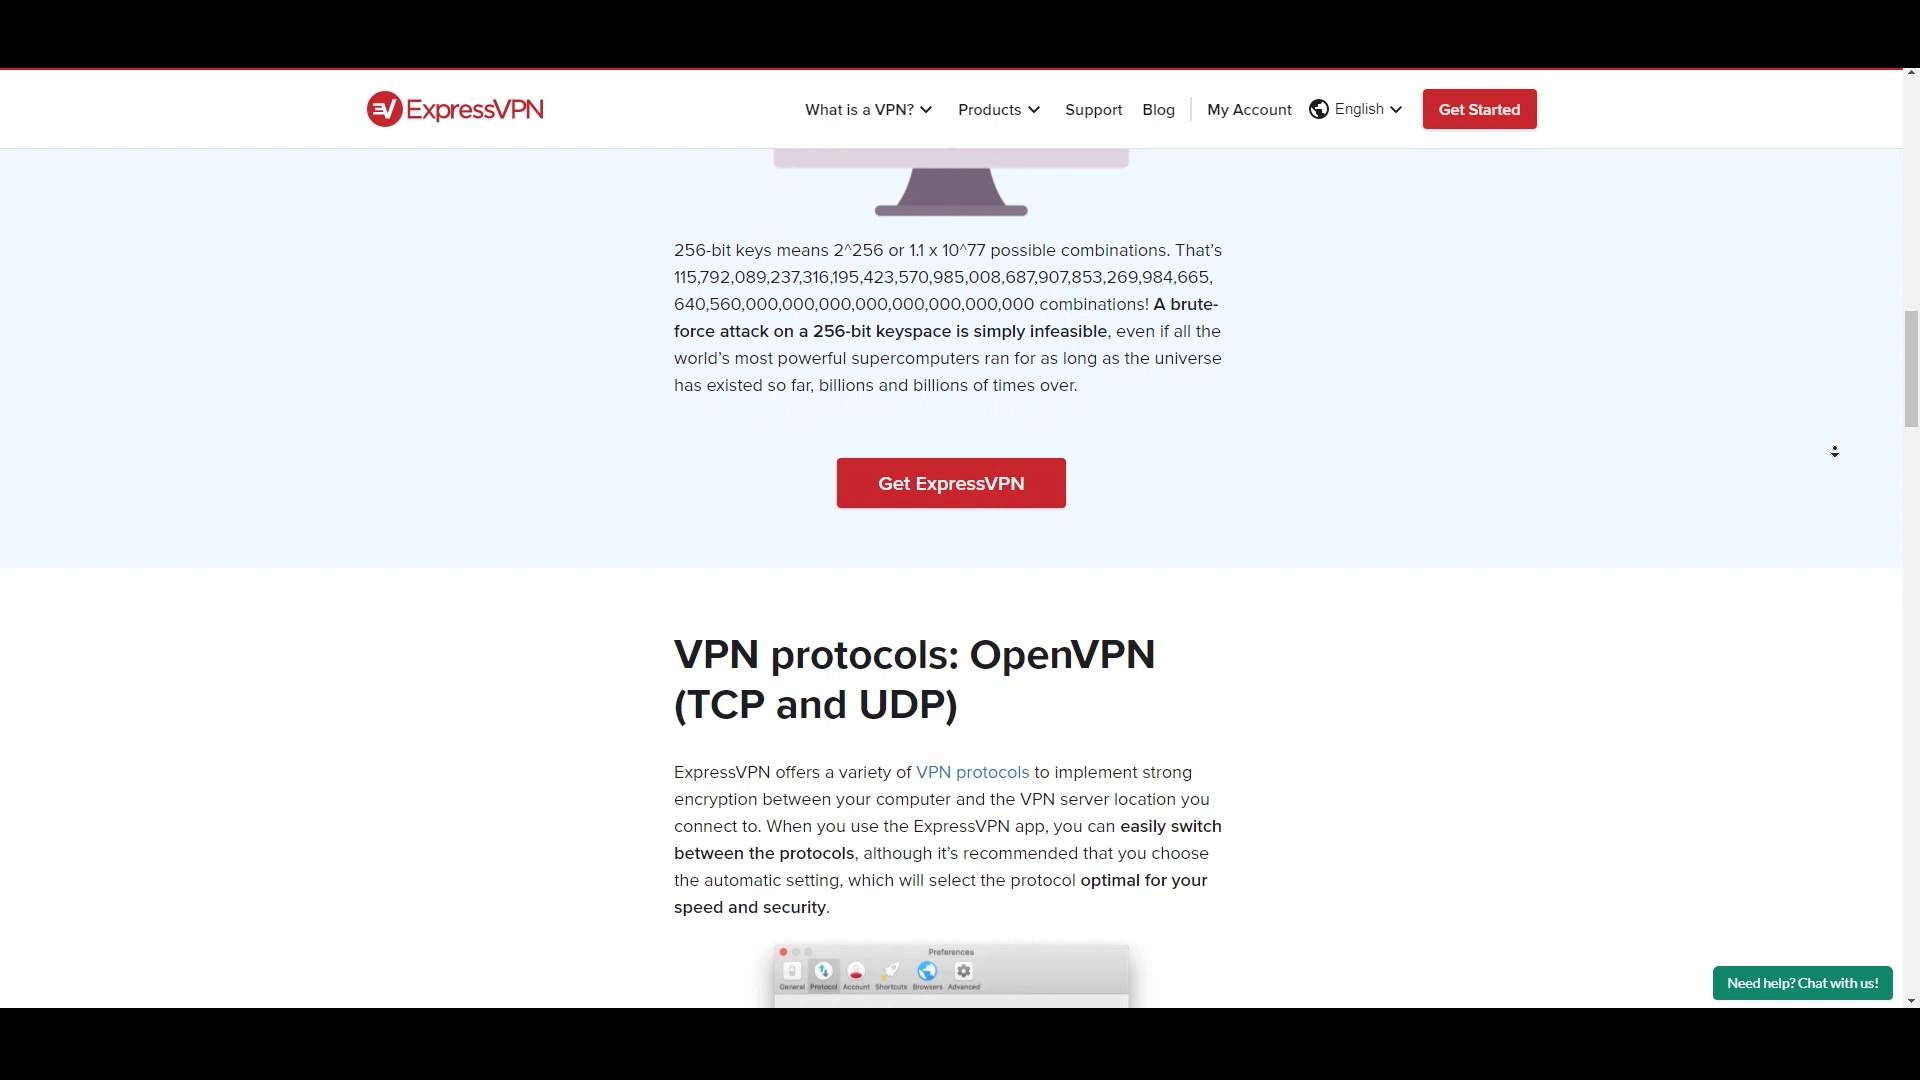 ExpressVPN
What is a VPN? Products Support Blog My Account English Get Started
256-bit keys means 2^256 or 1.1 x 10^77 possible combinations. That’s
115,792,089,237,316,195,423,570,985,008,687,907,853,269,984,665,
640,560,000,000,000,000,000,000,000,000 combinations! A brute-
force attack on a 256-bit keyspace is simply infeasible, even if all the
world’s most powerful supercomputers ran for as long as the universe
has existed so far, billions and billions of times over.
Get ExpressVPN
VPN protocols: OpenVPN
(TCP and UDP)
ExpressVPN offers a variety of VPN protocols to implement strong
encryption between your computer and the VPN server location you
connect to. When you use the ExpressVPN app, you can easily switch
between the protocols, although it’s recommended that you choose
the automatic setting, which will select the protocol optimal for your
speed and security.
Preferences
General Protocol Account Shortcuts Browsers Advanced
Need help? Chat with us!